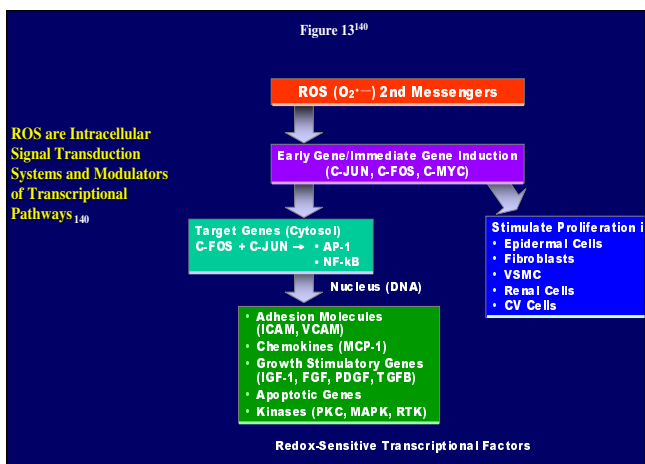 Figure 13¹⁴⁰
ROS (O₂•—) 2nd Messengers
ROS are Intracellular
Signal Transduction
Systems and Modulators
of Transcriptional
Pathways ₁₄₀
Early Gene/Immediate Gene Induction
(C-JUN, C-FOS, C-MYC)
Target Genes (Cytosol)
C-FOS + C-JUN → • AP-1
• NF-kB
Stimulate Proliferation i
• Epidermal Cells
• Fibroblasts
• VSMC
• Renal Cells
• CV Cells
Nucleus (DNA)
• Adhesion Molecules
(ICAM, VCAM)
• Chemokines (MCP-1)
• Growth Stimulatory Genes
(IGF-1, FGF, PDGF, TGFB)
• Apoptotic Genes
• Kinases (PKC, MAPK, RTK)
Redox-Sensitive Transcriptional Factors